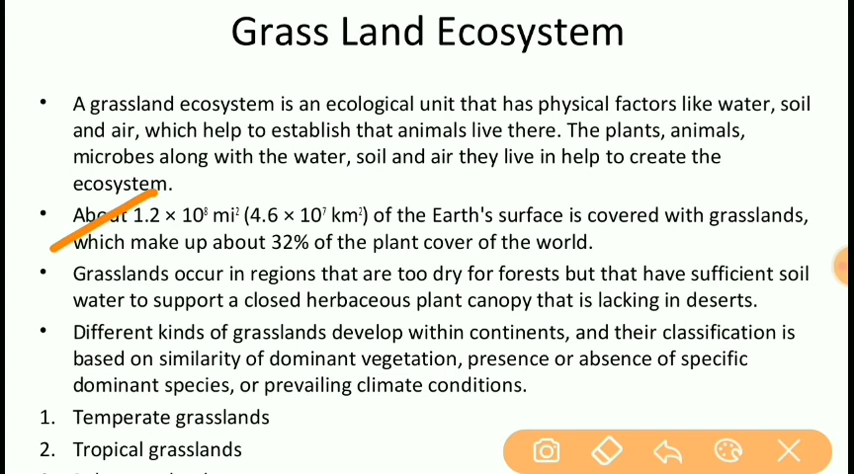 Grass Land Ecosystem
• A grassland ecosystem is an ecological unit that has physical factors like water, soil
and air, which help to establish that animals live there. The plants, animals,
microbes along with the water, soil and air they live in help to create the
ecosystem.
• About 1.2 × 10⁸ mi² (4.6 × 10⁷ km²) of the Earth's surface is covered with grasslands,
which make up about 32% of the plant cover of the world.
• Grasslands occur in regions that are too dry for forests but that have sufficient soil
water to support a closed herbaceous plant canopy that is lacking in deserts.
• Different kinds of grasslands develop within continents, and their classification is
based on similarity of dominant vegetation, presence or absence of specific
dominant species, or prevailing climate conditions.
1. Temperate grasslands
2. Tropical grasslands